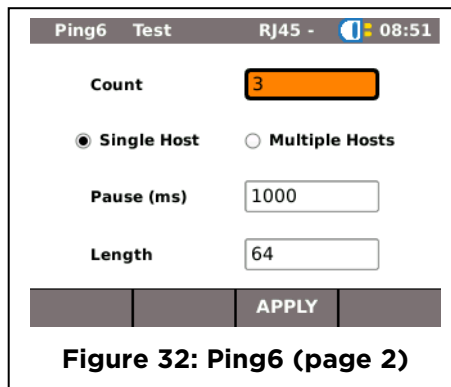 Ping6 Test RJ45 - 08:51
Count 3
Single Host Multiple Hosts
Pause (ms) 1000
Length 64
APPLY
Figure 32: Ping6 (page 2)